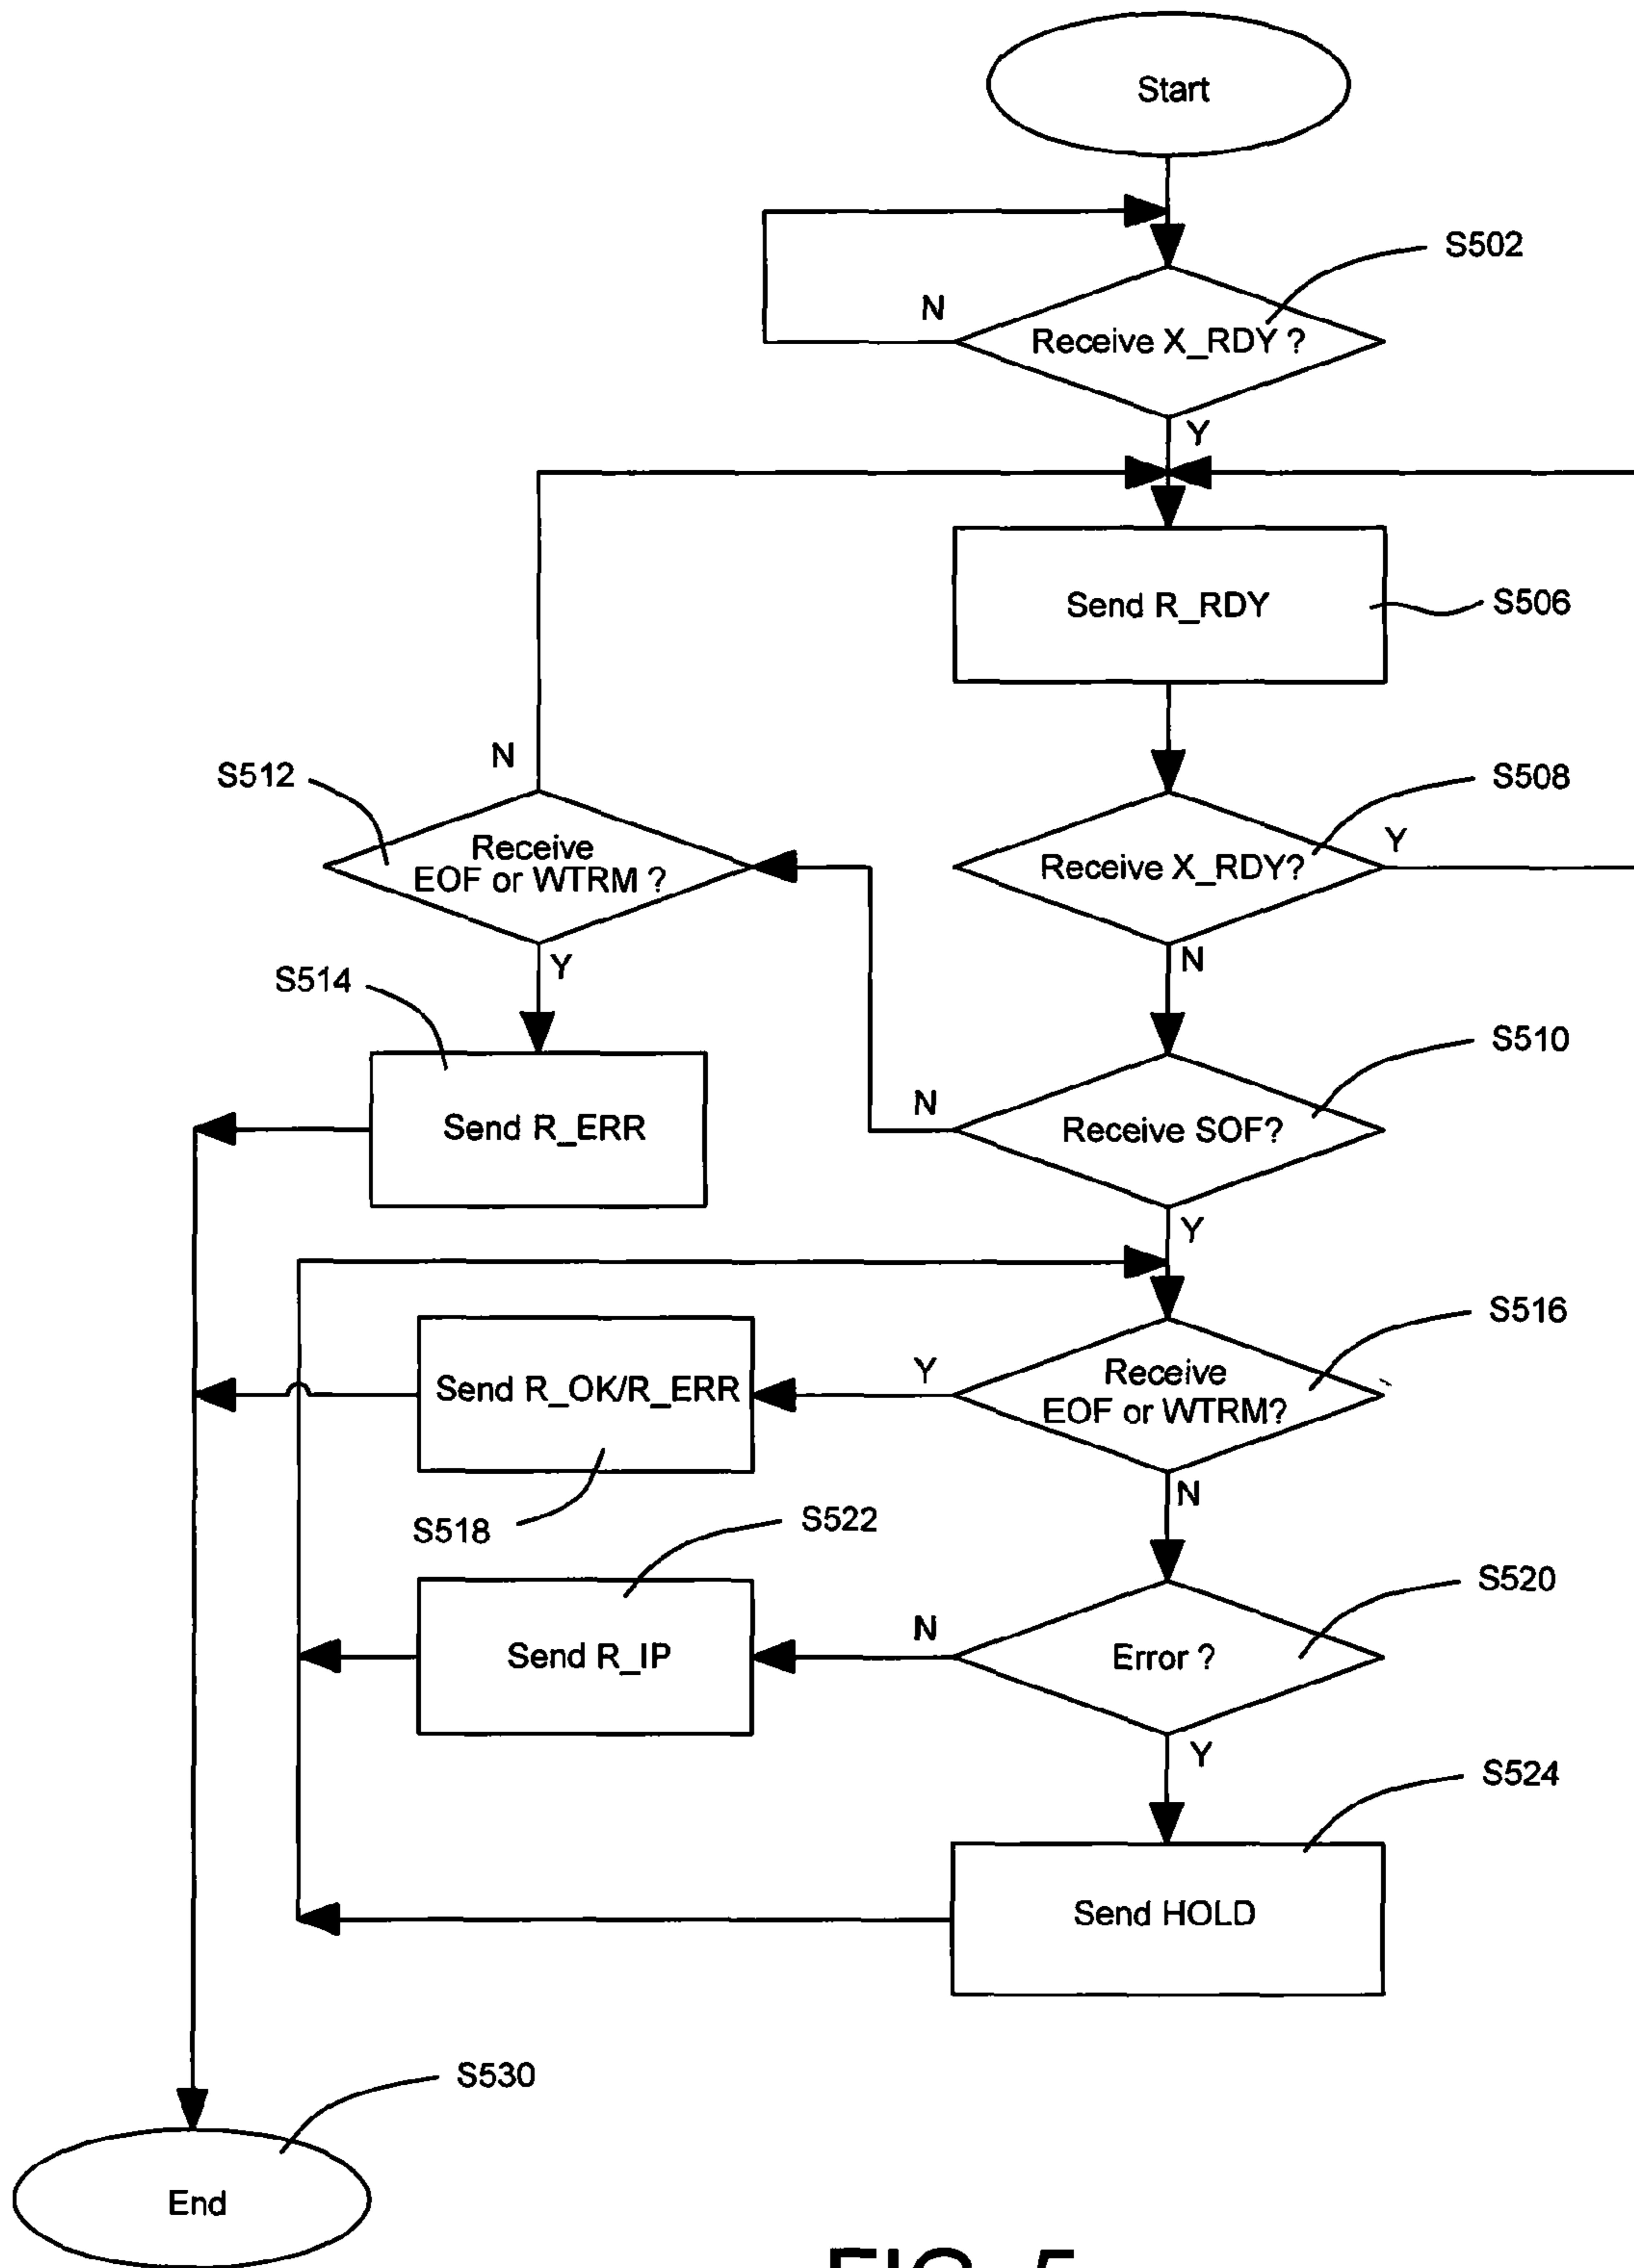 Start
S502
N
Receive X_RDY ?
Y
Send R_RDY
S506
N
S512
S508
Receive
EOF or WTRM ?
Receive X_RDY?
Y
Y
N
S514
S510
Send R_ERR
N
Receive SOF?
Y
S516
Send R_OK/R_ERR
Y
Receive
EOF or WTRM?
N
S518
S522
S520
Send R_IP
N
Error ?
Y
S524
Send HOLD
S530
End
FIG. 5